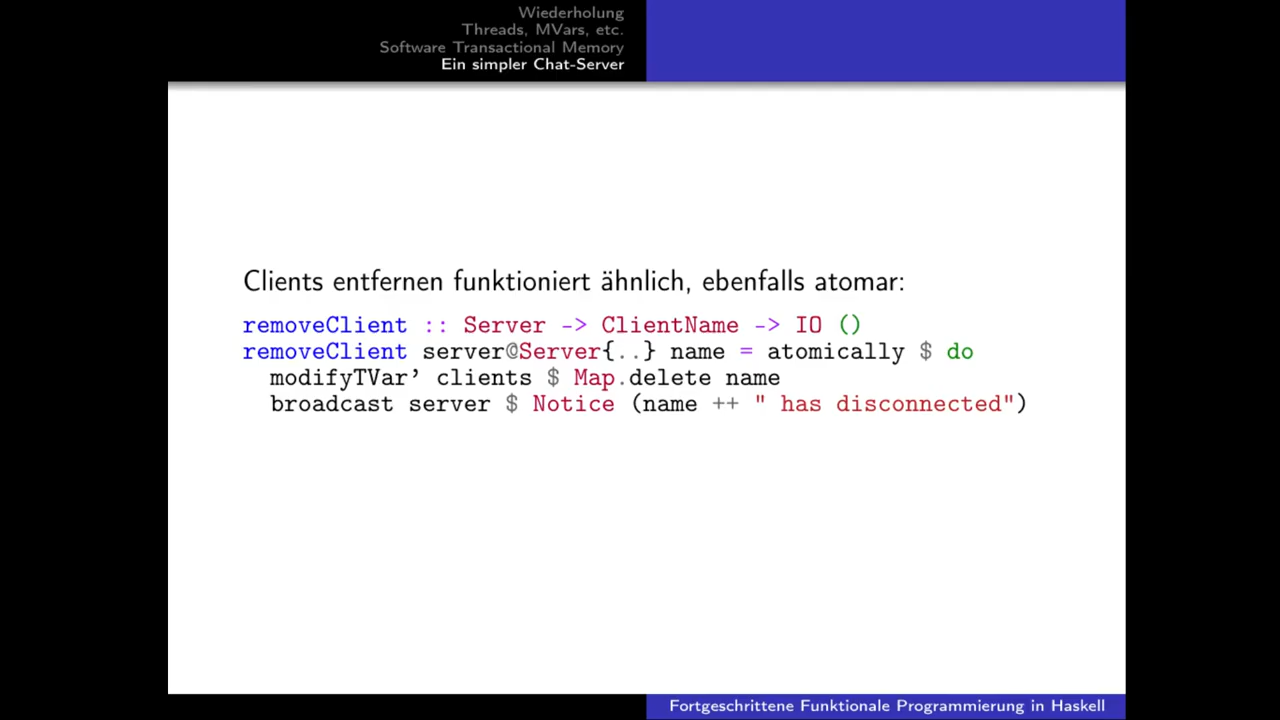 Wiederholung
Threads, MVars, etc.
Software Transactional Memory
Ein simpler Chat-Server
Clients entfernen funktioniert ähnlich, ebenfalls atomar:
removeClient :: Server -> ClientName -> IO ()
removeClient server@Server{..} name = atomically $ do
  modifyTVar' clients $ Map.delete name
  broadcast server $ Notice (name ++ " has disconnected")
Fortgeschrittene Funktionale Programmierung in Haskell